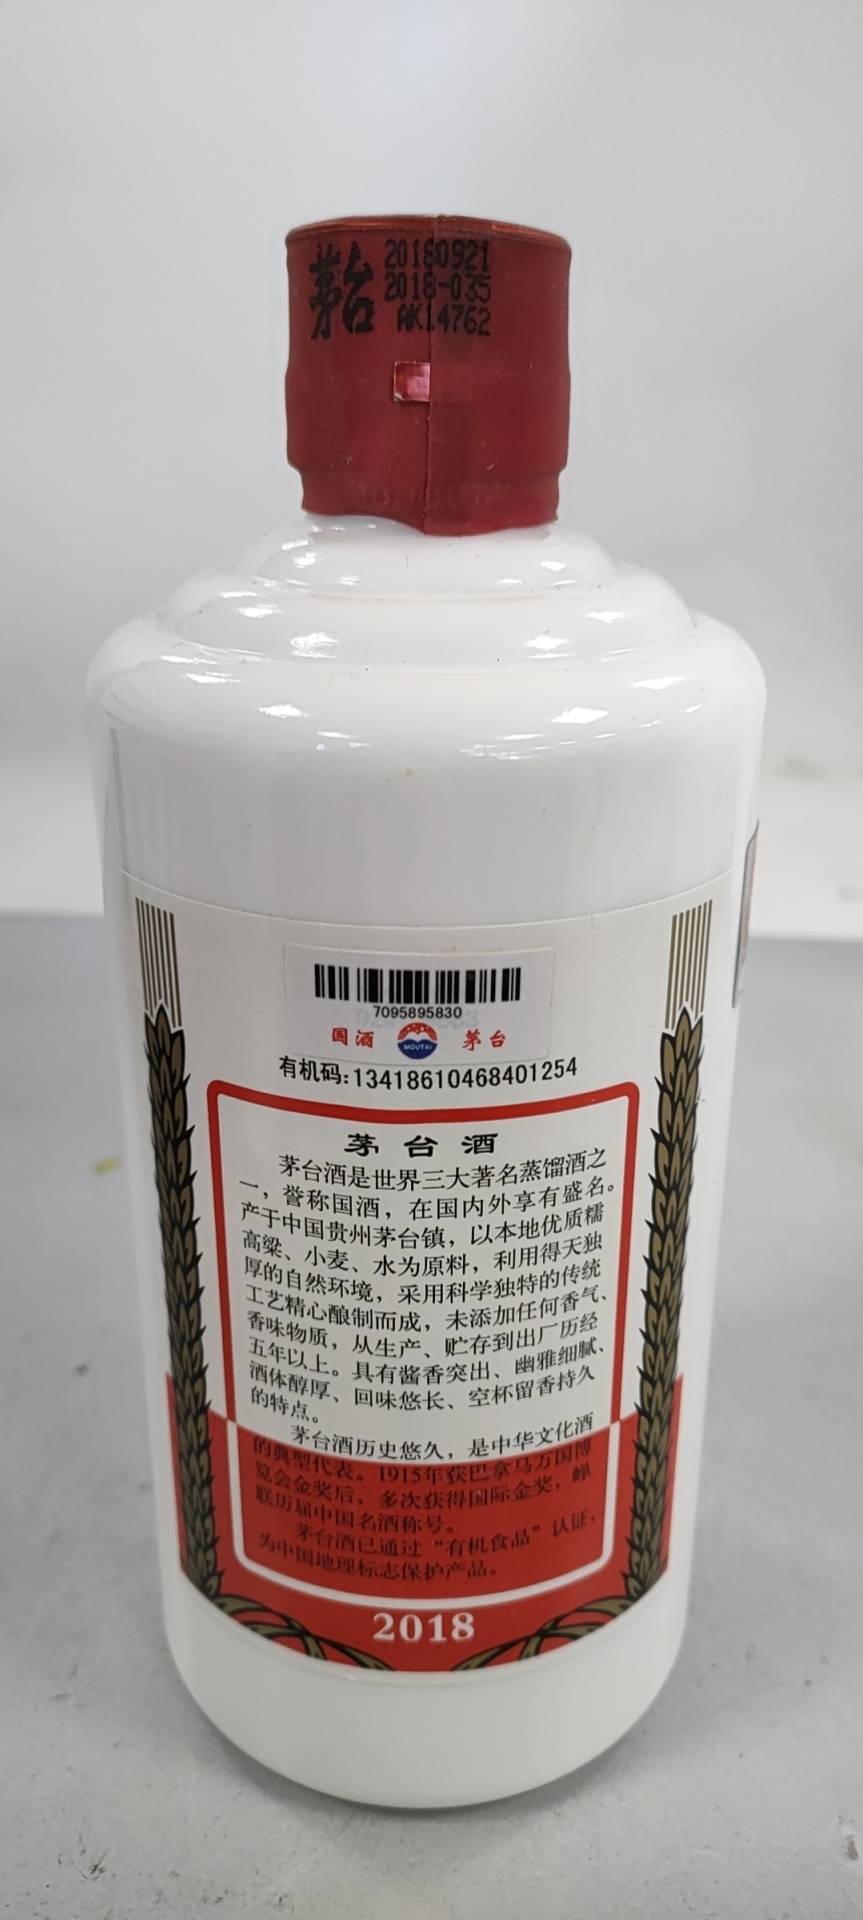 茅台
20180921
2018-035
AK14762
7095895830
国酒
MOUTAI
茅台
有机码:13418610468401254
茅台酒
茅台酒是世界三大著名蒸馏酒之
一，誉称国酒，在国内外享有盛名。
产于中国贵州茅台镇，以本地优质糯
高粱、小麦、水为原料，利用得天独
厚的自然环境，采用科学独特的传统
工艺精心酿制而成，未添加任何香气、
香味物质，从生产、贮存到出厂历经
五年以上。具有酱香突出、幽雅细腻、
酒体醇厚、回味悠长、空杯留香持久
的特点。
茅台酒历史悠久，是中华文化酒
的典型代表。1915年获巴拿马万国博
览会金奖后，多次获得国际金奖，蝉
联历届中国名酒称号。
茅台酒已通过“有机食品”认证，
为中国地理标志保护产品。
2018